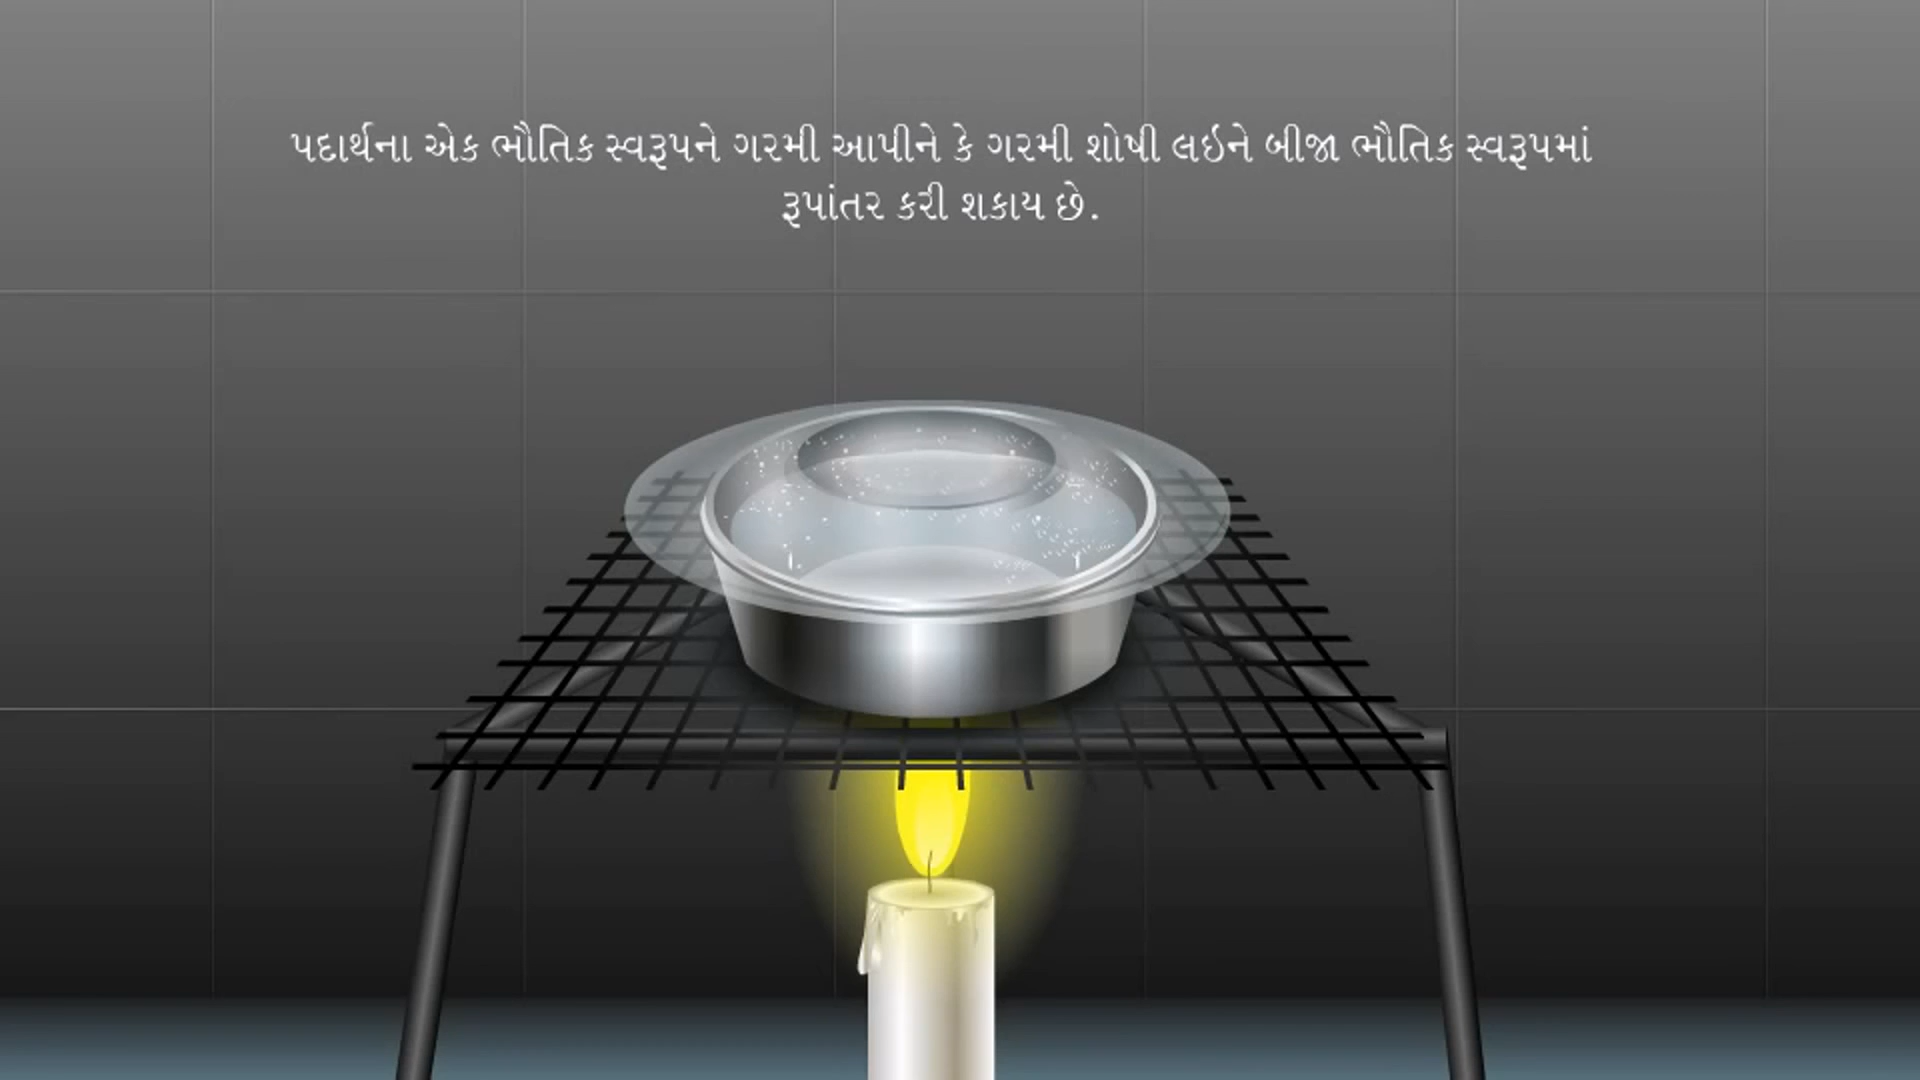 પદાર્થના એક ભૌતિક સ્વરૂપને ગરમી આપીને કે ગરમી શોષી લઇને બીજા ભૌતિક સ્વરૂપમાં
રૂપાંતર કરી શકાય છે.